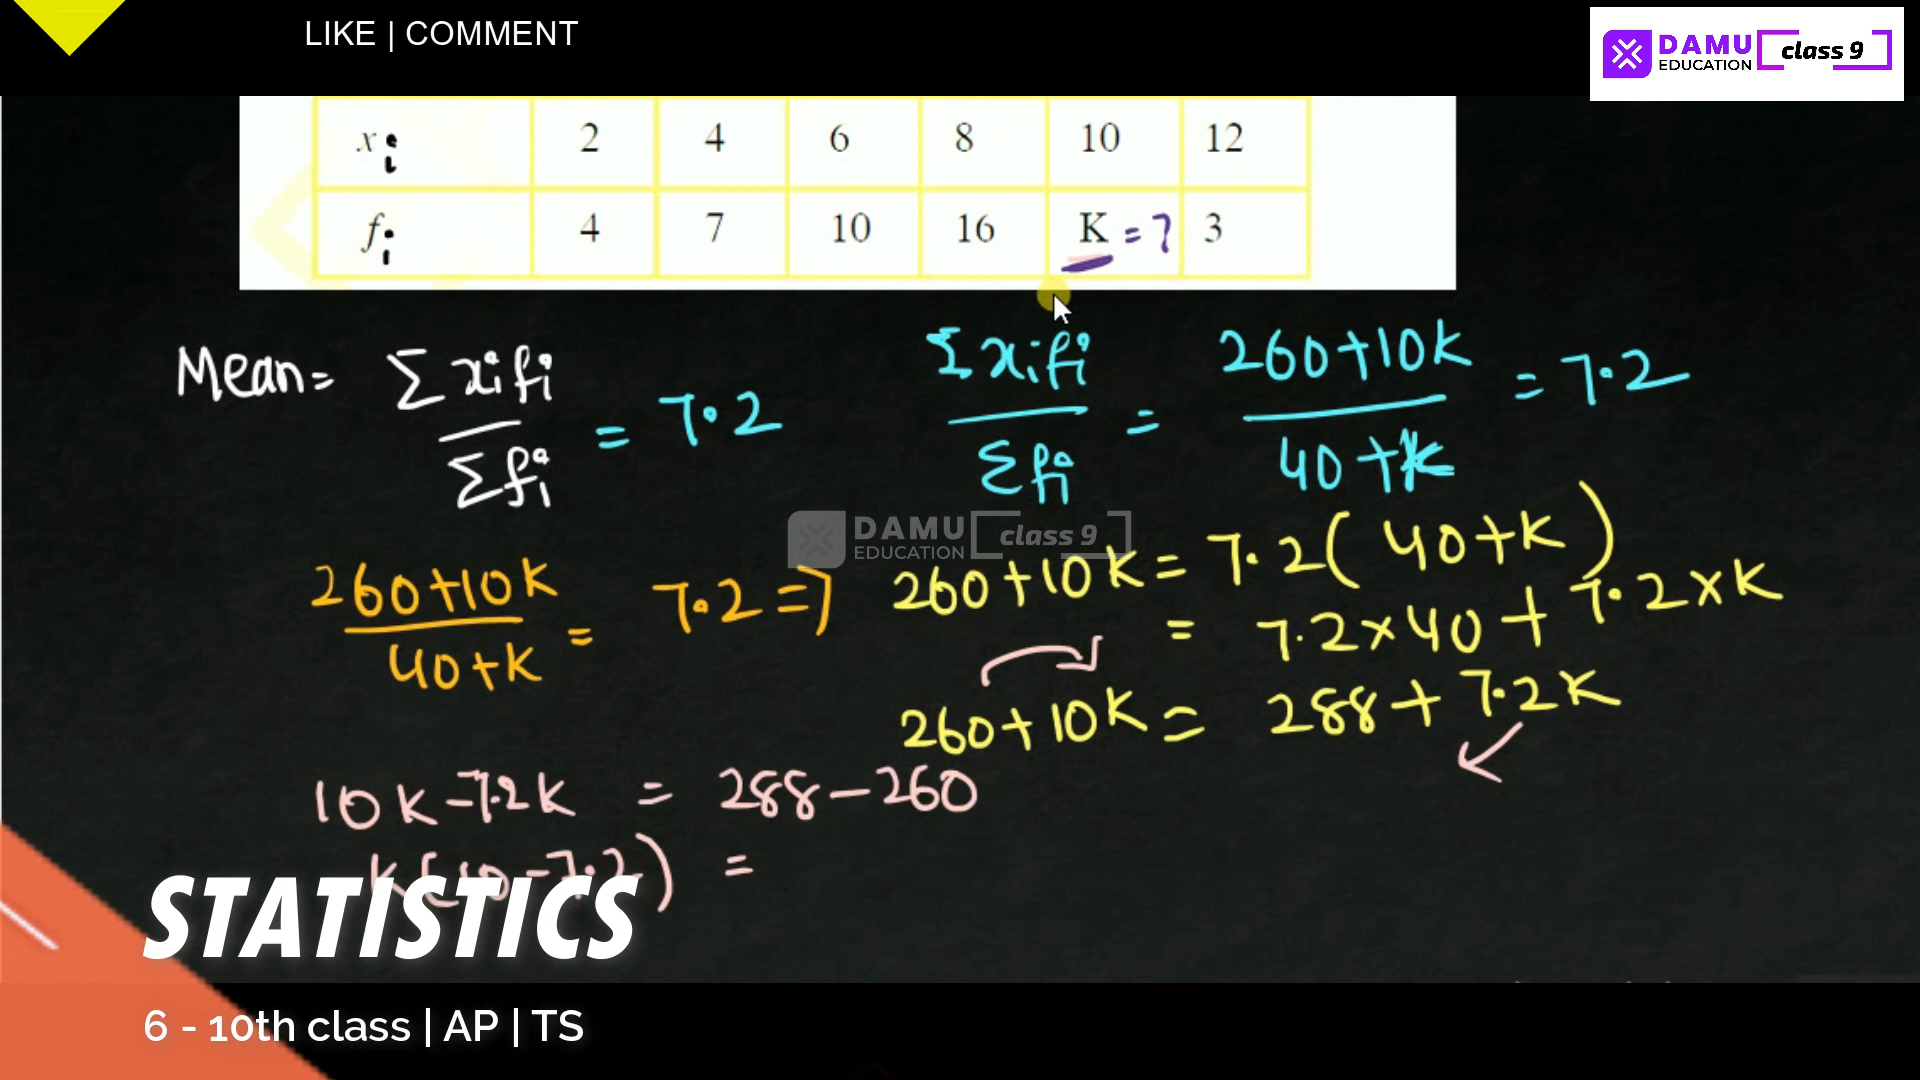 LIKE | COMMENT
DAMU EDUCATION class 9
xi 2 4 6 8 10 12
fi 4 7 10 16 K = ? 3
Mean = Σxifi / Σfi = 7.2
Σxifi / Σfi = 260+10K / 40+K = 7.2
260+10K / 40+K = 7.2 =>
260+10K = 7.2(40+K)
= 7.2×40 + 7.2×K
260+10K = 288+7.2K
10K-7.2K = 288-260
K(10-7.2) =
DAMU EDUCATION class 9
STATISTICS
6 - 10th class | AP | TS